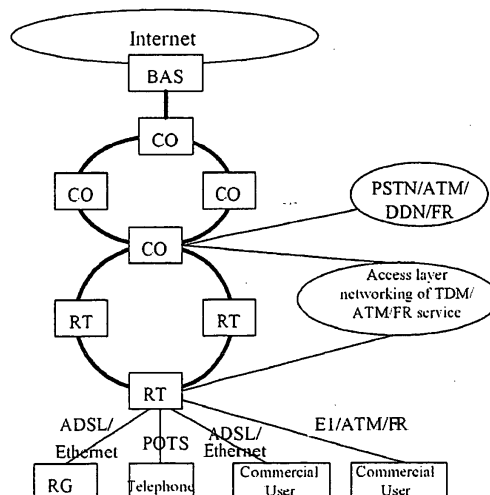 Internet
BAS
CO
CO
CO
PSTN/ATM/
DDN/FR
CO
Access layer
networking of TDM/
ATM/FR service
RT
RT
RT
ADSL/
Ethernet
POTS
ADSL/
Ethernet
E1/ATM/FR
RG
Telephone
Commercial
User
Commercial
User